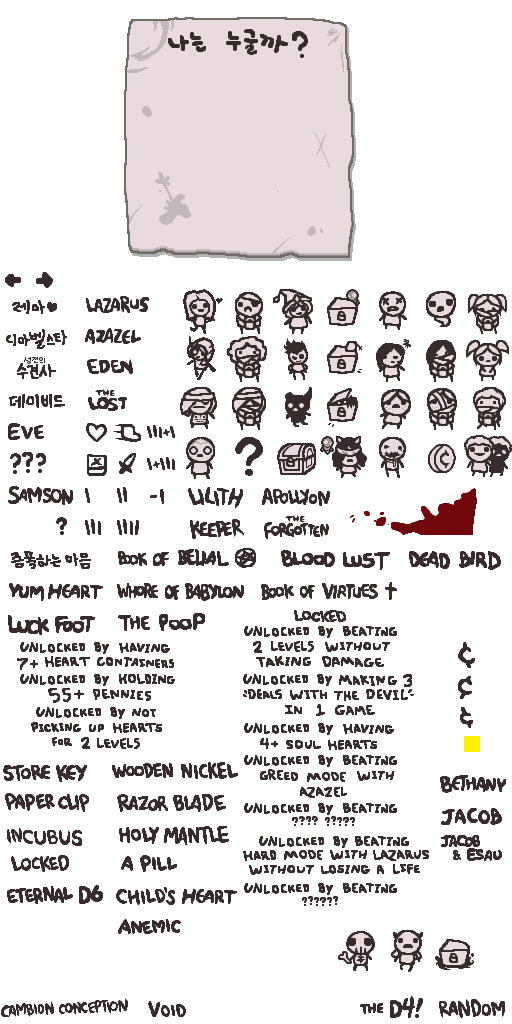 나는 누굴까?
레아♥ LAZARUS
디아벨스타 AZAZEL
성전의
수견사 EDEN
데이비드 THE LOST
EVE |||+|
??? |+|||
SAMSON | || -| LILITH APOLLYON
? ||| |||| KEEPER THE FORGOTTEN
증폭하는 마음 BOOK OF BELIAL BLOOD LUST DEAD BIRD
YUM HEART WHORE OF BABYLON BOOK OF VIRTUES †
LUCK FOOT THE POOP
UNLOCKED BY HAVING
7+ HEART CONTAINERS
UNLOCKED BY HOLDING
55+ PENNIES
UNLOCKED BY NOT
PICKING UP HEARTS
FOR 2 LEVELS
LOCKED
UNLOCKED BY BEATING
2 LEVELS WITHOUT
TAKING DAMAGE
UNLOCKED BY MAKING 3
"DEALS WITH THE DEVIL"
IN 1 GAME
UNLOCKED BY HAVING
4+ SOUL HEARTS
UNLOCKED BY BEATING
GREED MODE WITH
AZAZEL
UNLOCKED BY BEATING
???? ?????
UNLOCKED BY BEATING
HARD MODE WITH LAZARUS
WITHOUT LOSING A LIFE
UNLOCKED BY BEATING
??????
¢
¢
¢
STORE KEY WOODEN NICKEL
PAPER CLIP RAZOR BLADE
INCUBUS HOLY MANTLE
LOCKED A PILL
ETERNAL D6 CHILD'S HEART
ANEMIC
BETHANY
JACOB
JACOB
& ESAU
CAMBION CONCEPTION VOID THE D4! RANDOM